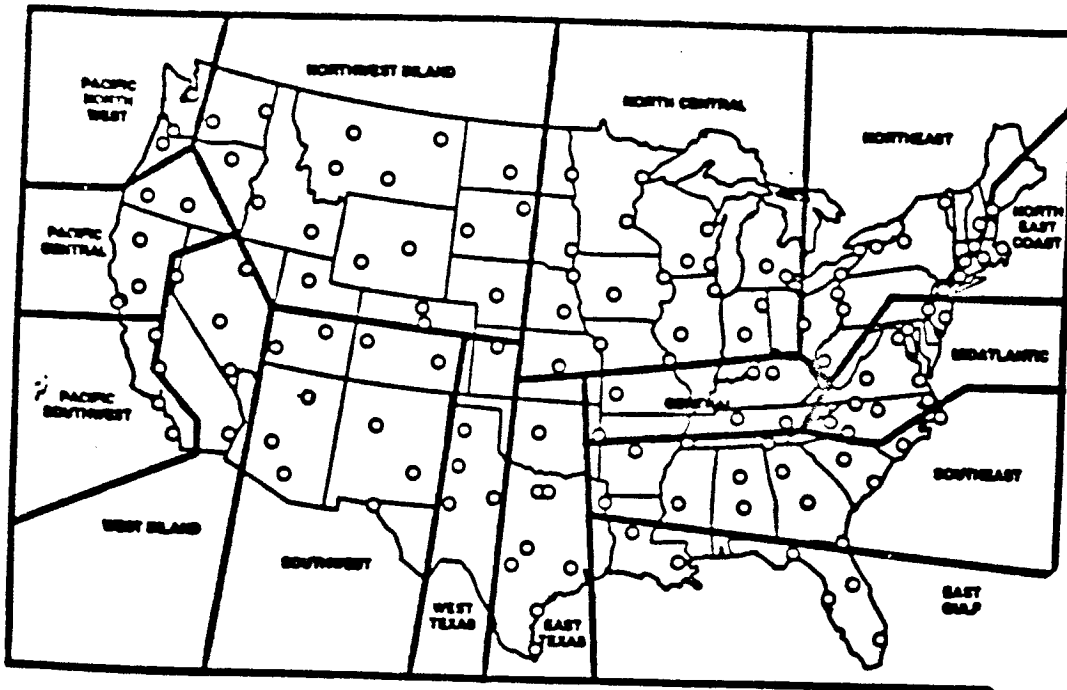 PACIFIC
NORTH
WEST
NORTHWEST INLAND
NORTH CENTRAL
NORTHEAST
NORTH
EAST
COAST
PACIFIC
CENTRAL
MIDATLANTIC
PACIFIC
SOUTHWEST
CENTRAL
SOUTHEAST
WEST INLAND
SOUTHWEST
WEST
TEXAS
EAST
TEXAS
EAST
GULF